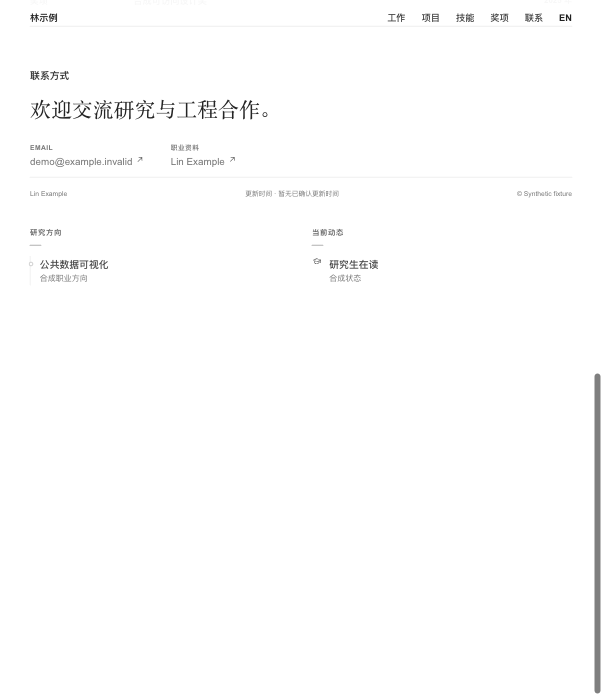 林示例
工作 项目 技能 奖项 联系 EN
联系方式
欢迎交流研究与工程合作。
EMAIL 职业资料
demo@example.invalid ↗ Lin Example ↗
Lin Example 更新时间 · 暂无已确认更新时间 © Synthetic fixture
研究方向 当前动态
公共数据可视化 研究生在读
合成职业方向 合成状态